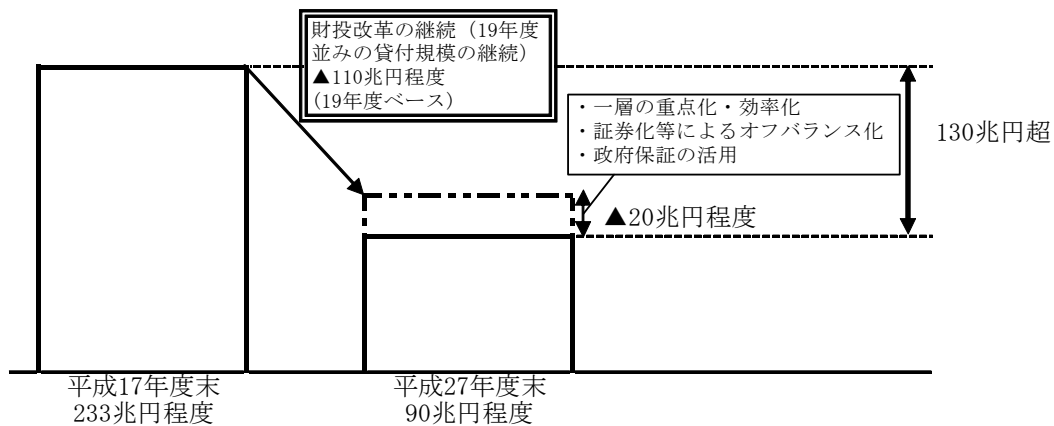 財投改革の継続（19年度
並みの貸付規模の継続）
▲110兆円程度
(19年度ベース）
・一層の重点化・効率化
・証券化等によるオフバランス化
・政府保証の活用
130兆円超
▲20兆円程度
平成17年度末
233兆円程度
平成27年度末
90兆円程度